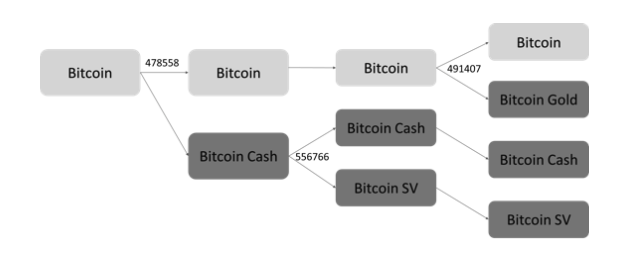 Bitcoin
478558
Bitcoin
Bitcoin
491407
Bitcoin
Bitcoin Gold
Bitcoin Cash
556766
Bitcoin Cash
Bitcoin SV
Bitcoin Cash
Bitcoin SV